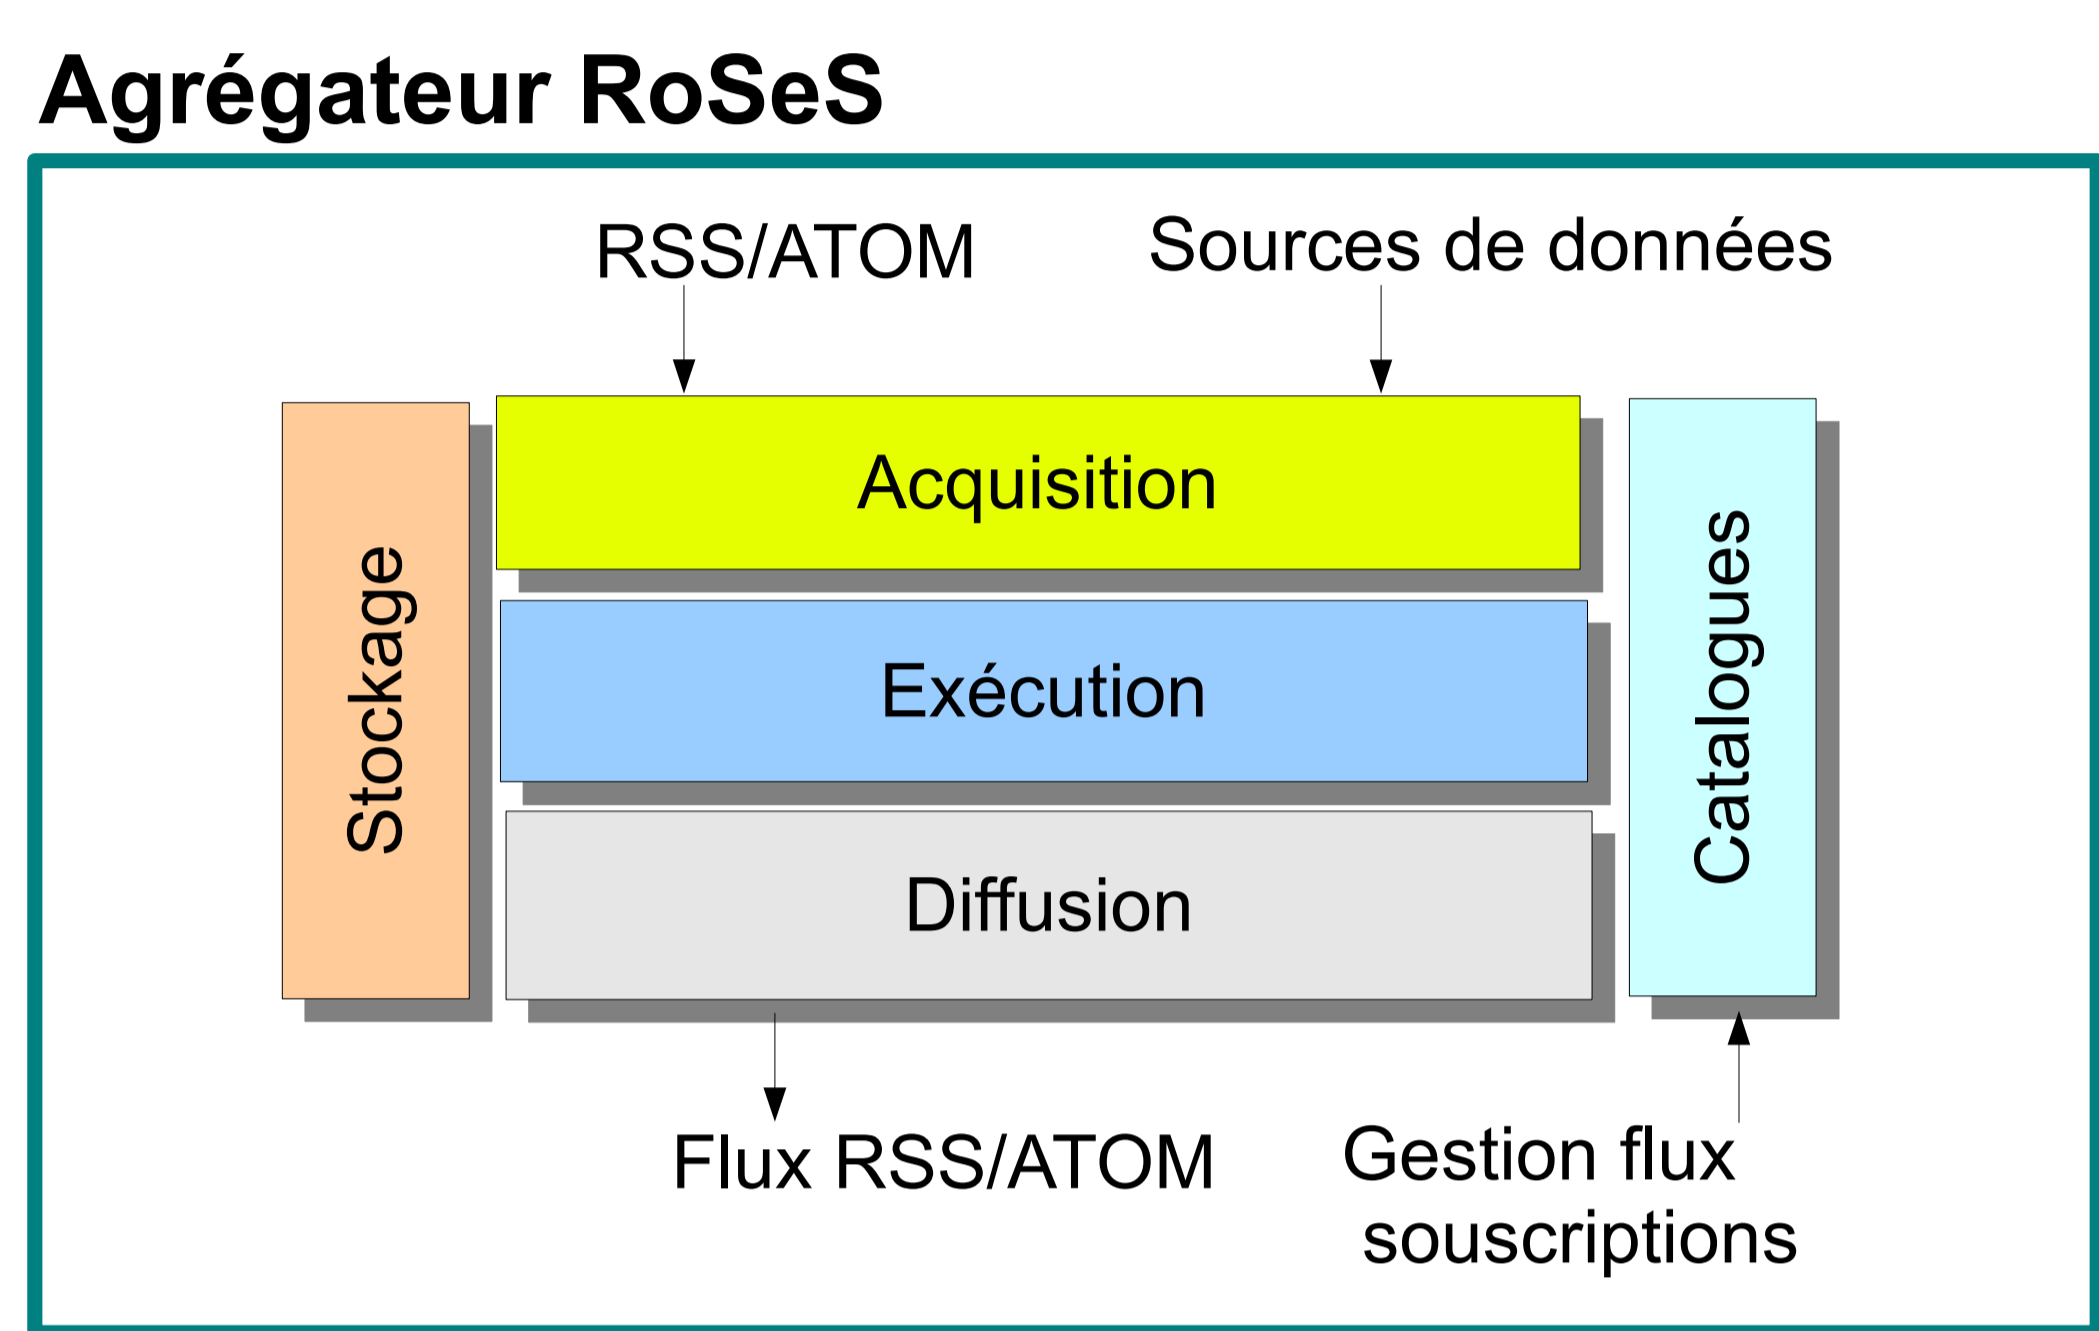 Agrégateur RoSeS
RSS/ATOM
Sources de données
Stockage
Acquisition
Exécution
Diffusion
Catalogues
Flux RSS/ATOM
Gestion flux
souscriptions